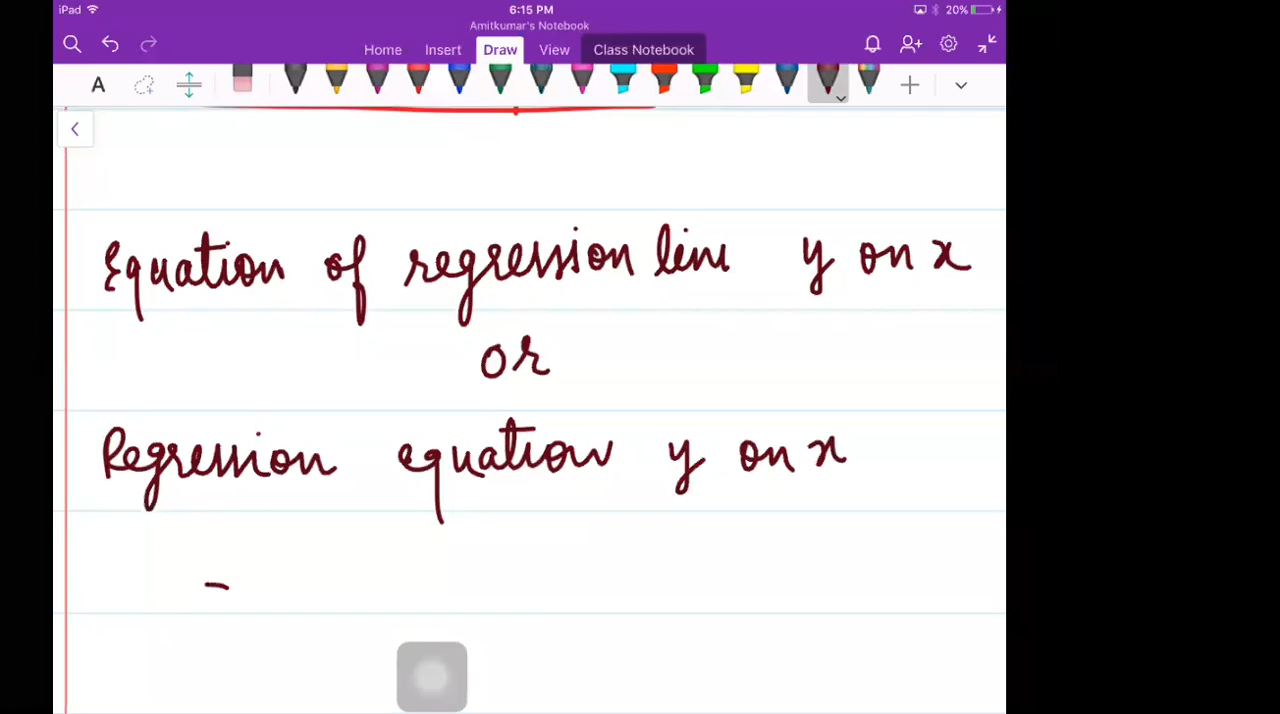 iPad 6:15 PM 20%
Amitkumar's Notebook
Home Insert Draw View Class Notebook
A
Equation of regression line y on x
or
Regression equation y on x